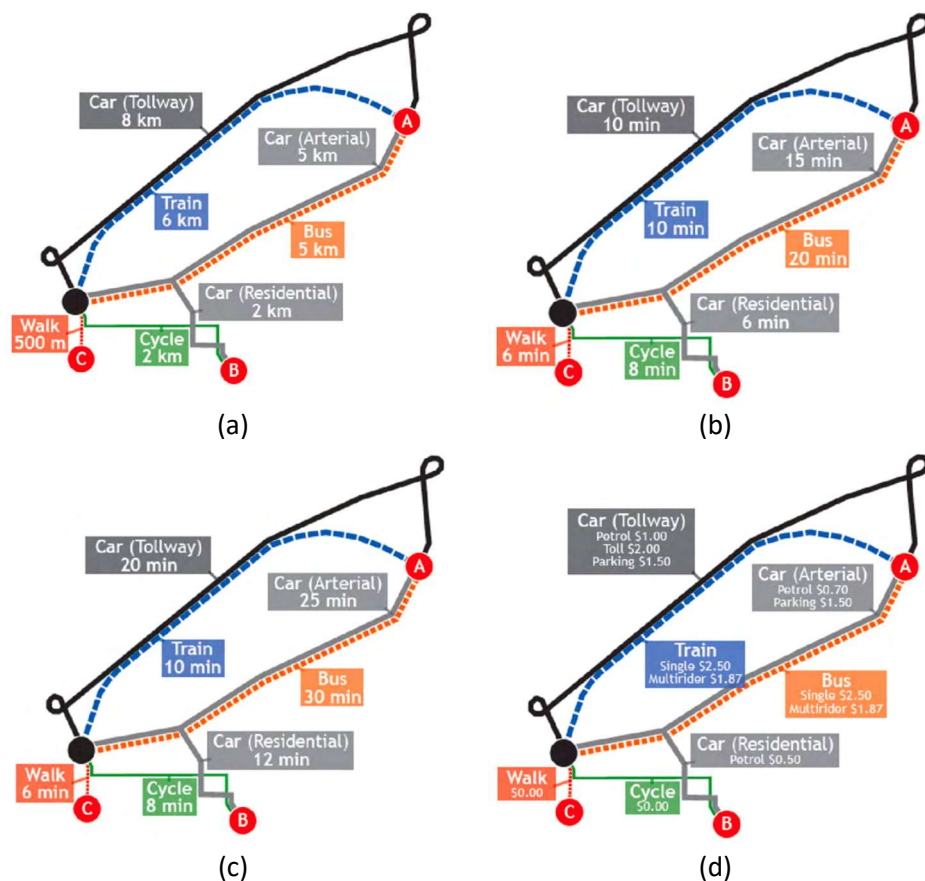 Car (Tollway)
8 km
A
Car (Arterial)
5 km
Train
6 km
Bus
5 km
Car (Residential)
2 km
Walk
500 m
Cycle
2 km
C
B
(a)
Car (Tollway)
10 min
A
Car (Arterial)
15 min
Train
10 min
Bus
20 min
Car (Residential)
6 min
Walk
6 min
Cycle
8 min
C
B
(b)
Car (Tollway)
20 min
A
Car (Arterial)
25 min
Train
10 min
Bus
30 min
Car (Residential)
12 min
Walk
6 min
Cycle
8 min
C
B
(c)
Car (Tollway)
Petrol $1.00
Toll $2.00
Parking $1.50
A
Car (Arterial)
Petrol $0.70
Parking $1.50
Train
Single $2.50
Multirider $1.87
Bus
Single $2.50
Multirider $1.87
Car (Residential)
Petrol $0.50
Walk
$0.00
Cycle
$0.00
C
B
(d)